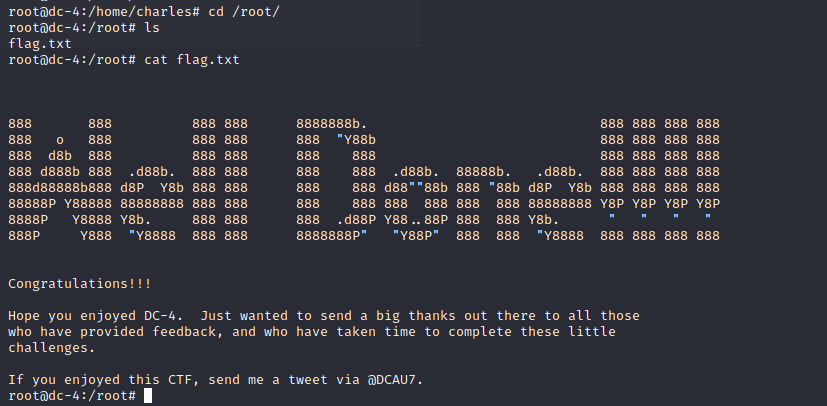 root@dc-4:/home/charles# cd /root/
root@dc-4:/root# ls
flag.txt
root@dc-4:/root# cat flag.txt
888       888          888 888      8888888b.                             888 888 888 888
888   o   888          888 888      888  "Y88b                            888 888 888 888
888  d8b  888          888 888      888    888                            888 888 888 888
888 d888b 888  .d88b.  888 888      888    888  .d88b.  88888b.   .d88b.  888 888 888 888
888d88888b888 d8P  Y8b 888 888      888    888 d88""88b 888 "88b d8P  Y8b 888 888 888 888
88888P Y88888 88888888 888 888      888    888 888  888 888  888 88888888 Y8P Y8P Y8P Y8P
8888P   Y8888 Y8b.     888 888      888  .d88P Y88..88P 888  888 Y8b.      "   "   "   "
888P     Y888  "Y8888  888 888      8888888P"   "Y88P"  888  888  "Y8888  888 888 888 888
Congratulations!!!
Hope you enjoyed DC-4.  Just wanted to send a big thanks out there to all those
who have provided feedback, and who have taken time to complete these little
challenges.
If you enjoyed this CTF, send me a tweet via @DCAU7.
root@dc-4:/root#